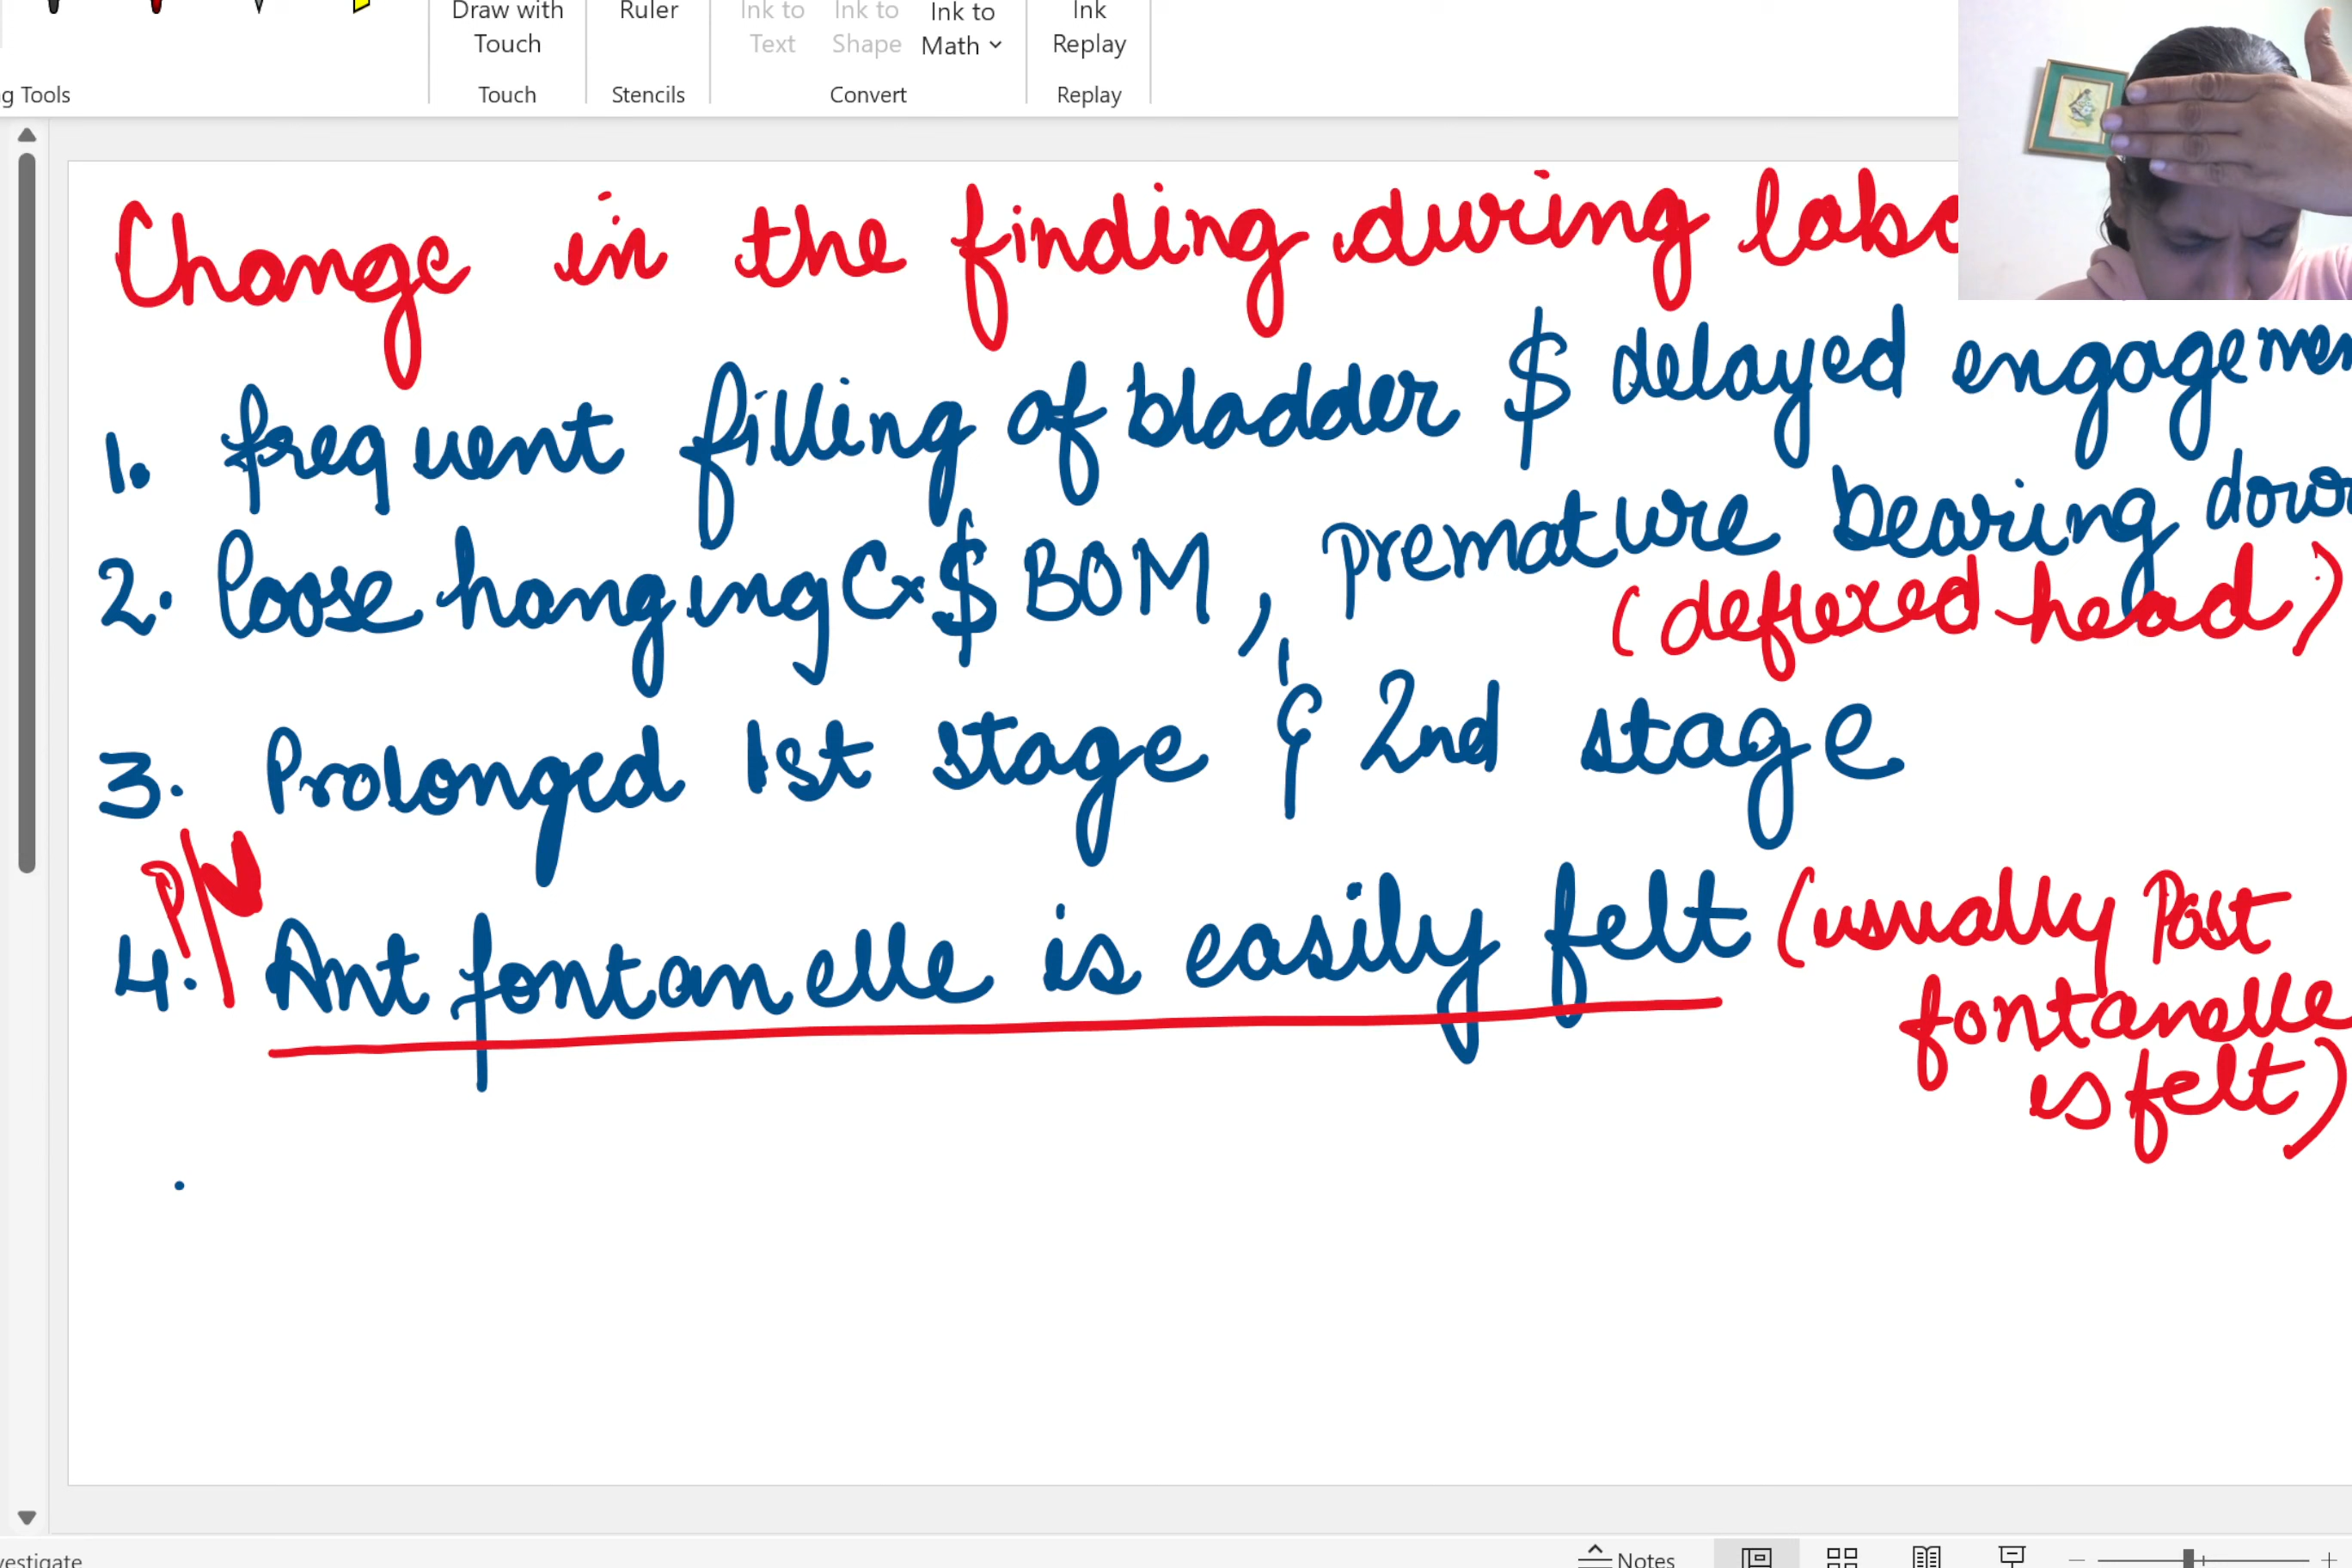 Draw with
Touch
Ruler
Ink to
Text
Ink to
Shape
Ink to
Math
Ink
Replay
g Tools
Touch
Stencils
Convert
Replay
Change in the finding during labo
1. frequent filling of bladder $ delayed engagemen
2. loose hanging Cx $ BOM, premature bearing down
(deflexed head)
3. Prolonged 1st stage & 2nd stage
P/V
4. Ant fontanelle is easily felt (usually Post
fontanelle
is felt)
vestigate
Notes